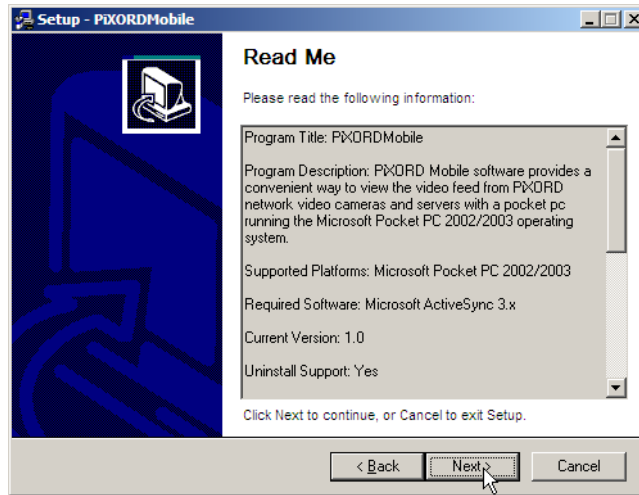 Setup - PiXORDMobile
Read Me
Please read the following information:
Program Title: PiXORDMobile
Program Description: PiXORD Mobile software provides a
convenient way to view the video feed from PiXORD
network video cameras and servers with a pocket pc
running the Microsoft Pocket PC 2002/2003 operating
system.
Supported Platforms: Microsoft Pocket PC 2002/2003
Required Software: Microsoft ActiveSync 3.x
Current Version: 1.0
Uninstall Support: Yes
Click Next to continue, or Cancel to exit Setup.
< Back
Next >
Cancel